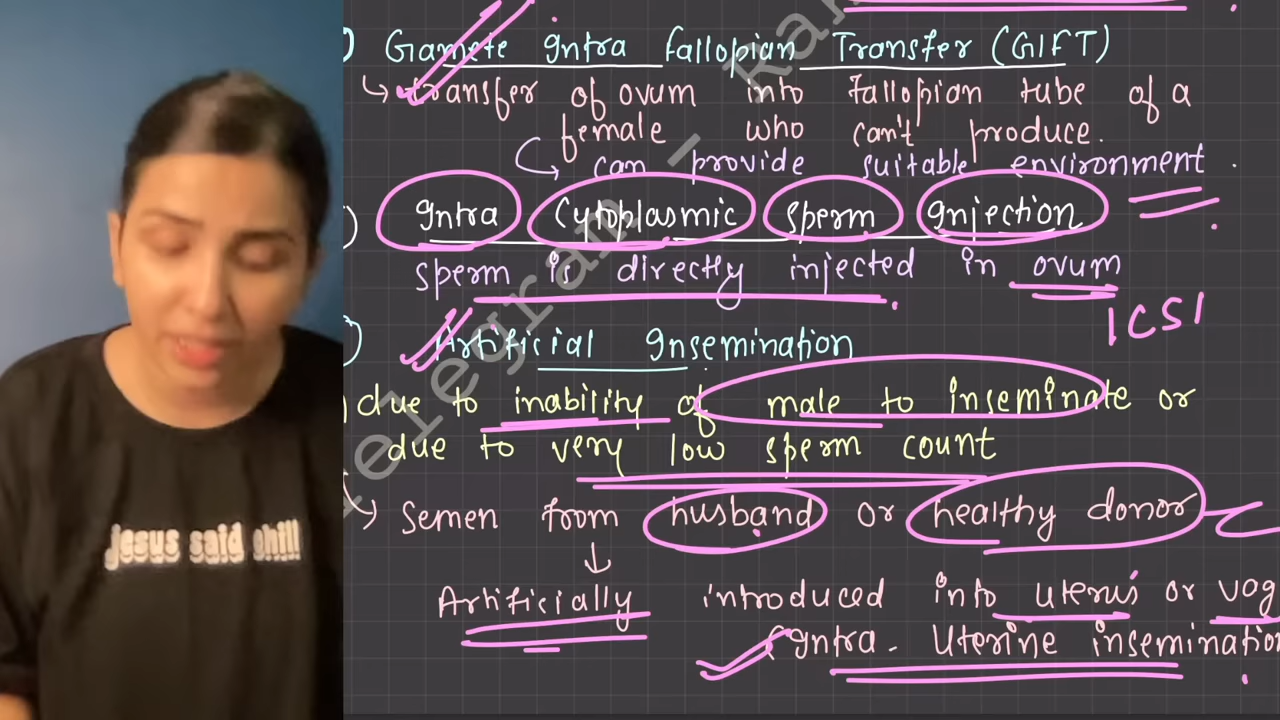 ) Gamete Intra Fallopian Transfer (GIFT)
↳ transfer of ovum into fallopian tube of a
female who can't produce.
↳ can provide suitable environment.
) Intra Cytoplasmic Sperm Injection
sperm is directly injected in ovum
ICSI
) Artificial Insemination
) due to inability of male to inseminate or
due to very low sperm count
↳ Semen from husband or healthy donor
↓
Artificially introduced into uterus or vag
(Intra-Uterine insemination
Jesus said chill
Telegram - Ran